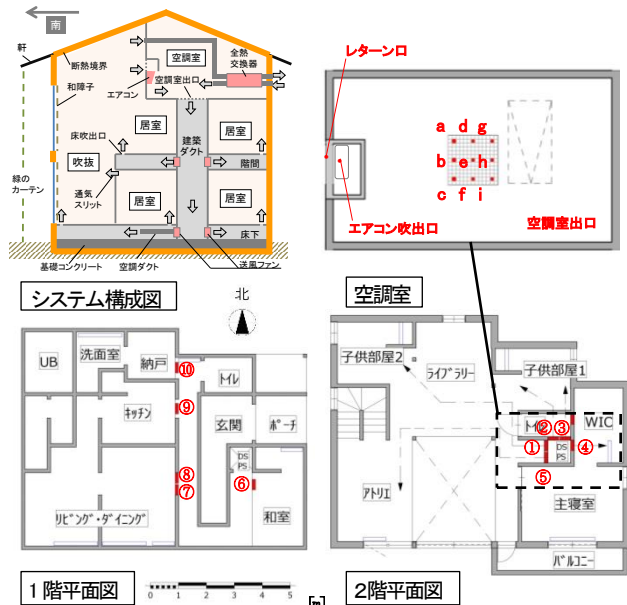 南
軒
断熱境界
和障子
空調室
全熱
交換器
エアコン
空調室出口
床吹出口
居室
居室
建築
ダクト
吹抜
階間
緑の
カーテン
通気
スリット
居室
居室
床下
基礎コンクリート
空調ダクト
送風ファン
システム構成図
レターン口
a d g
b e h
c f i
エアコン吹出口
空調室出口
空調室
北
UB
洗面室
納戸
⑩
トイレ
キッチン
⑨
玄関
ポーチ
DS
PS
⑧
⑥
⑦
リビング・ダイニング
和室
1階平面図
0 1 2 3 4 5
[m]
子供部屋2
ライブラリー
子供部屋1
トイレ
②
③
WIC
①
DS
PS
④
⑤
アトリエ
主寝室
バルコニー
2階平面図